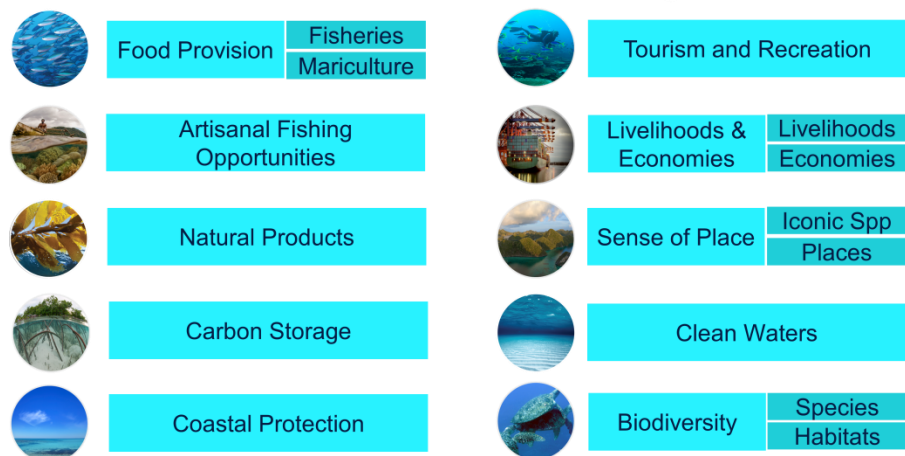 Food Provision
Fisheries
Mariculture
Artisanal Fishing
Opportunities
Natural Products
Carbon Storage
Coastal Protection
Tourism and Recreation
Livelihoods &
Economies
Livelihoods
Economies
Sense of Place
Iconic Spp
Places
Clean Waters
Biodiversity
Species
Habitats